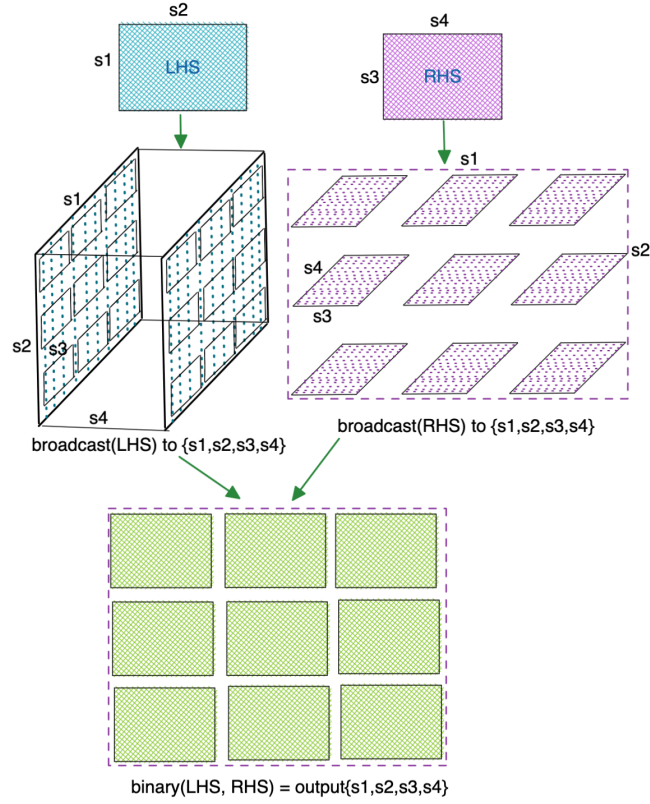 s2
s4
s1
LHS
s3
RHS
s1
s1
s4
s2
s3
s2
s3
s4
broadcast(LHS) to {s1,s2,s3,s4}
broadcast(RHS) to {s1,s2,s3,s4}
binary(LHS, RHS) = output{s1,s2,s3,s4}